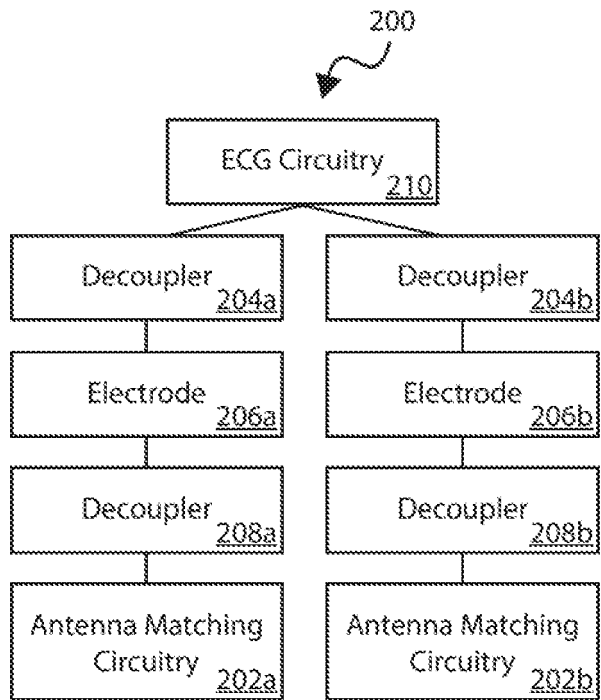 200
ECG Circuitry
210
Decoupler
204a
Decoupler
204b
Electrode
206a
Electrode
206b
Decoupler
208a
Decoupler
208b
Antenna Matching
Circuitry
202a
Antenna Matching
Circuitry
202b